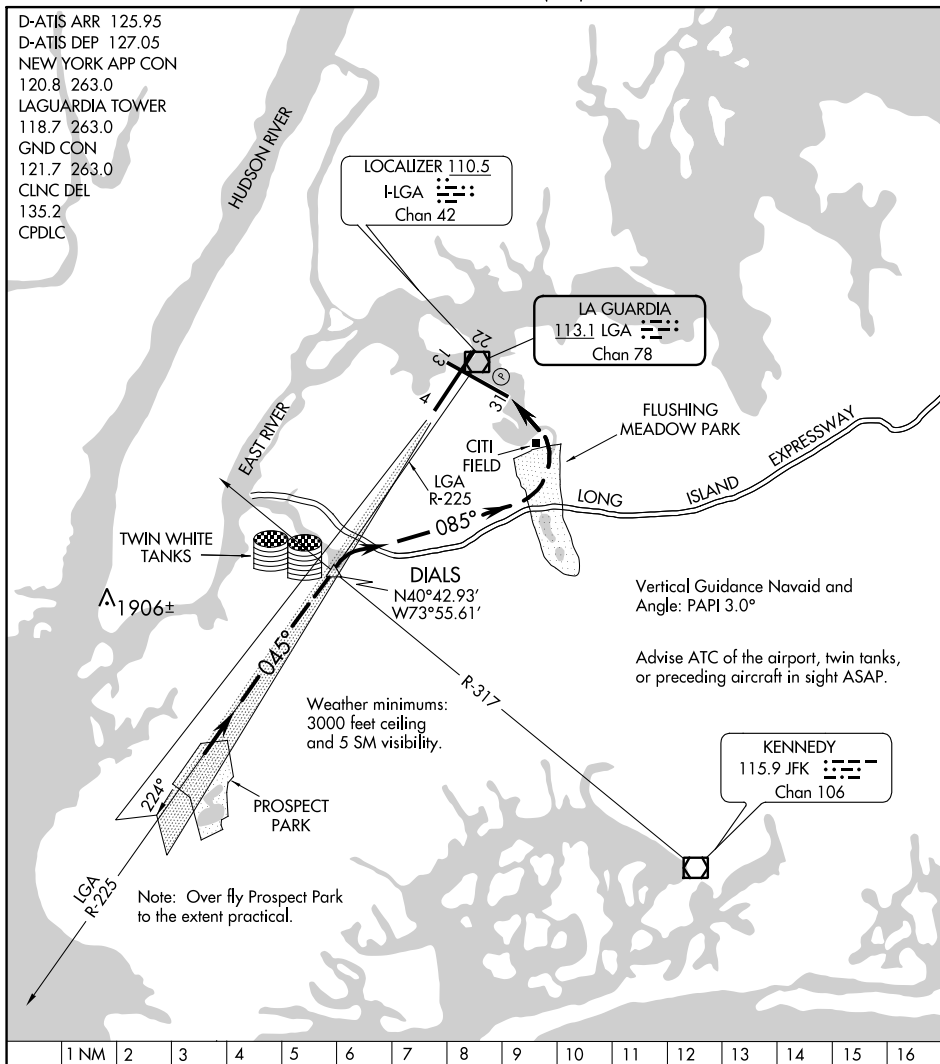 D-ATIS ARR 125.95
D-ATIS DEP 127.05
NEW YORK APP CON
120.8 263.0
LAGUARDIA TOWER
118.7 263.0
GND CON
121.7 263.0
CLNC DEL
135.2
CPDLC
HUDSON RIVER
LOCALIZER 110.5
I-LGA
Chan 42
LA GUARDIA
113.1 LGA
Chan 78
22
13
P
4
31
EAST RIVER
CITI
FIELD
FLUSHING
MEADOW PARK
LGA
R-225
LONG ISLAND EXPRESSWAY
085°
TWIN WHITE
TANKS
DIALS
N40°42.93'
W73°55.61'
1906±
Vertical Guidance Navaid and
Angle: PAPI 3.0°
045°
Advise ATC of the airport, twin tanks,
or preceding aircraft in sight ASAP.
R-317
Weather minimums:
3000 feet ceiling
and 5 SM visibility.
KENNEDY
115.9 JFK
Chan 106
224°
PROSPECT
PARK
LGA
R-225
Note: Over fly Prospect Park
to the extent practical.
1 NM 2 3 4 5 6 7 8 9 10 11 12 13 14 15 16